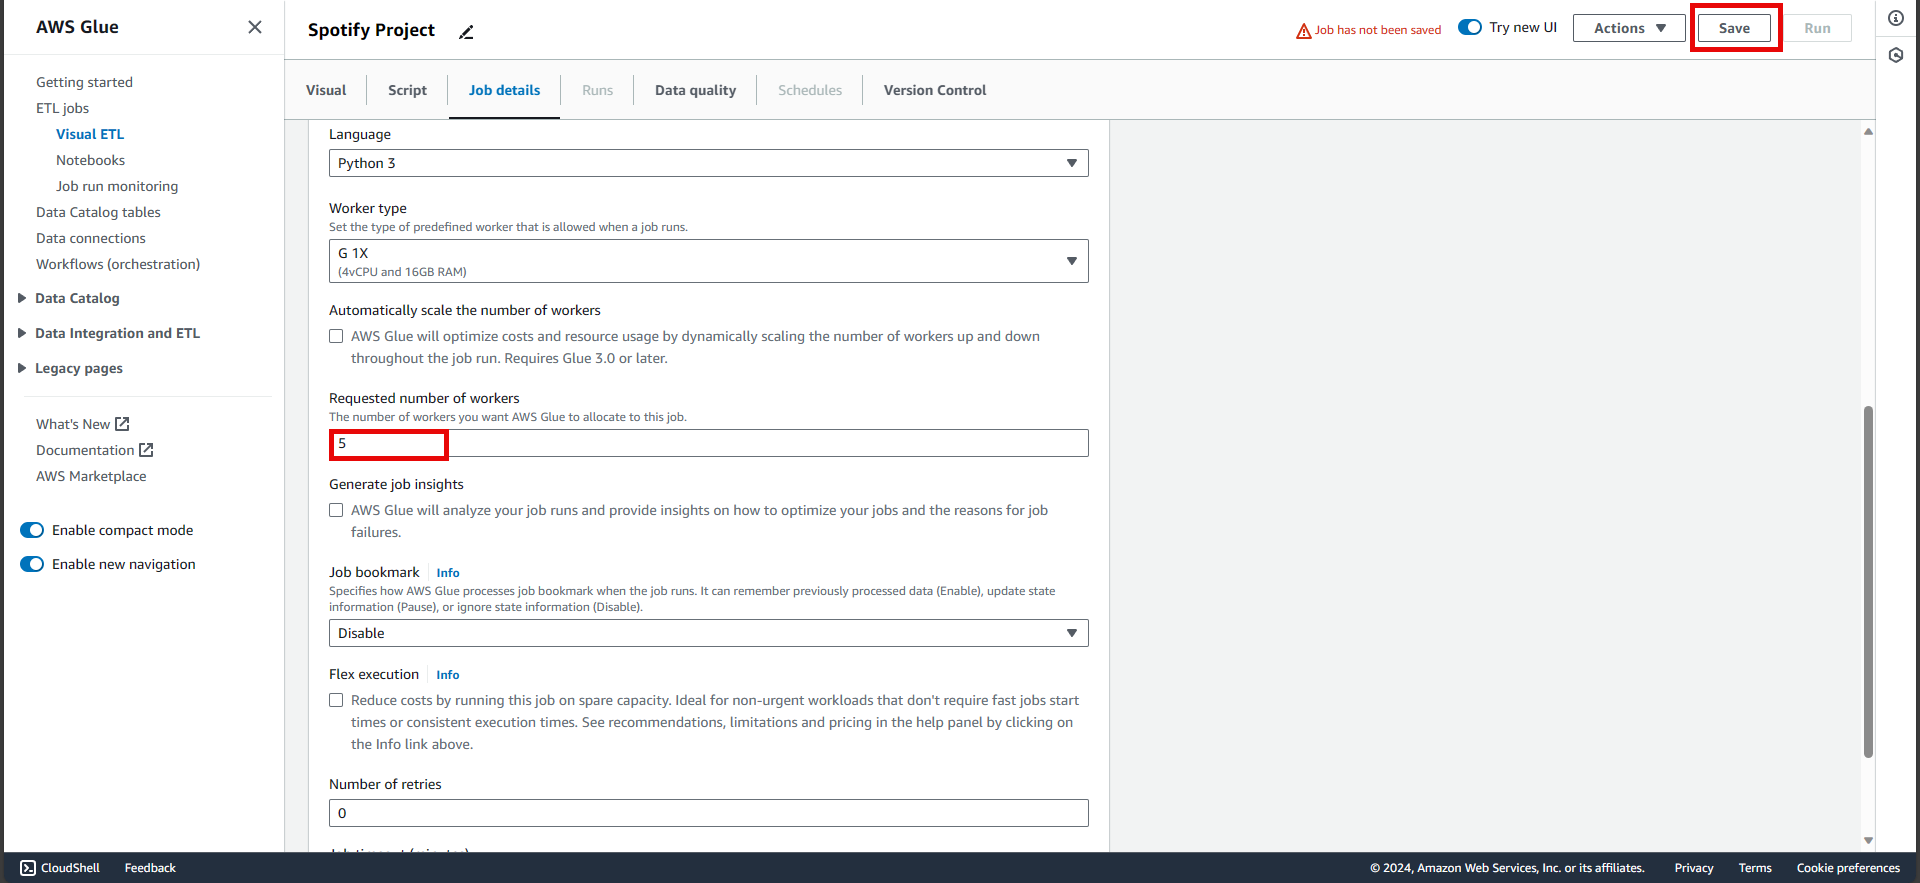 AWS Glue
Getting started
ETL jobs
Visual ETL
Notebooks
Job run monitoring
Data Catalog tables
Data connections
Workflows (orchestration)
Data Catalog
Data Integration and ETL
Legacy pages
What's New
Documentation
AWS Marketplace
Enable compact mode
Enable new navigation
Spotify Project
Job has not been saved
Try new UI
Actions
Save
Run
Visual
Script
Job details
Runs
Data quality
Schedules
Version Control
Language
Python 3
Worker type
Set the type of predefined worker that is allowed when a job runs.
G 1X
(4vCPU and 16GB RAM)
Automatically scale the number of workers
AWS Glue will optimize costs and resource usage by dynamically scaling the number of workers up and down
throughout the job run. Requires Glue 3.0 or later.
Requested number of workers
The number of workers you want AWS Glue to allocate to this job.
5
Generate job insights
AWS Glue will analyze your job runs and provide insights on how to optimize your jobs and the reasons for job
failures.
Job bookmark Info
Specifies how AWS Glue processes job bookmark when the job runs. It can remember previously processed data (Enable), update state
information (Pause), or ignore state information (Disable).
Disable
Flex execution Info
Reduce costs by running this job on spare capacity. Ideal for non-urgent workloads that don't require fast jobs start
times or consistent execution times. See recommendations, limitations and pricing in the help panel by clicking on
the Info link above.
Number of retries
0
CloudShell
Feedback
© 2024, Amazon Web Services, Inc. or its affiliates.
Privacy
Terms
Cookie preferences